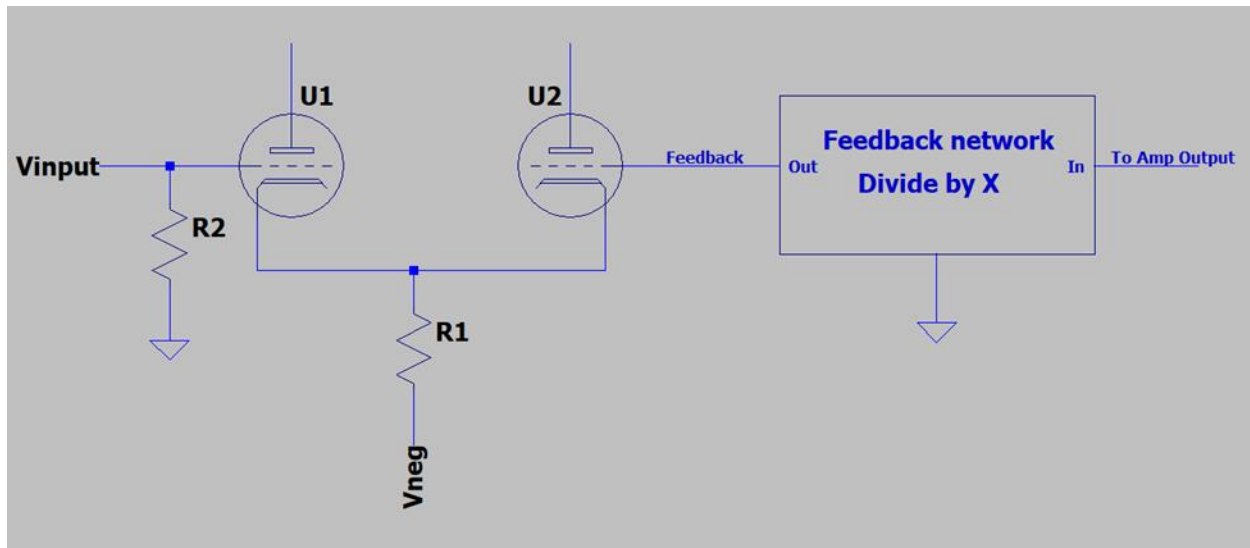 U1
U2
Vinput
R2
R1
Vneg
Feedback
Feedback network
Divide by X
Out
In
To Amp Output